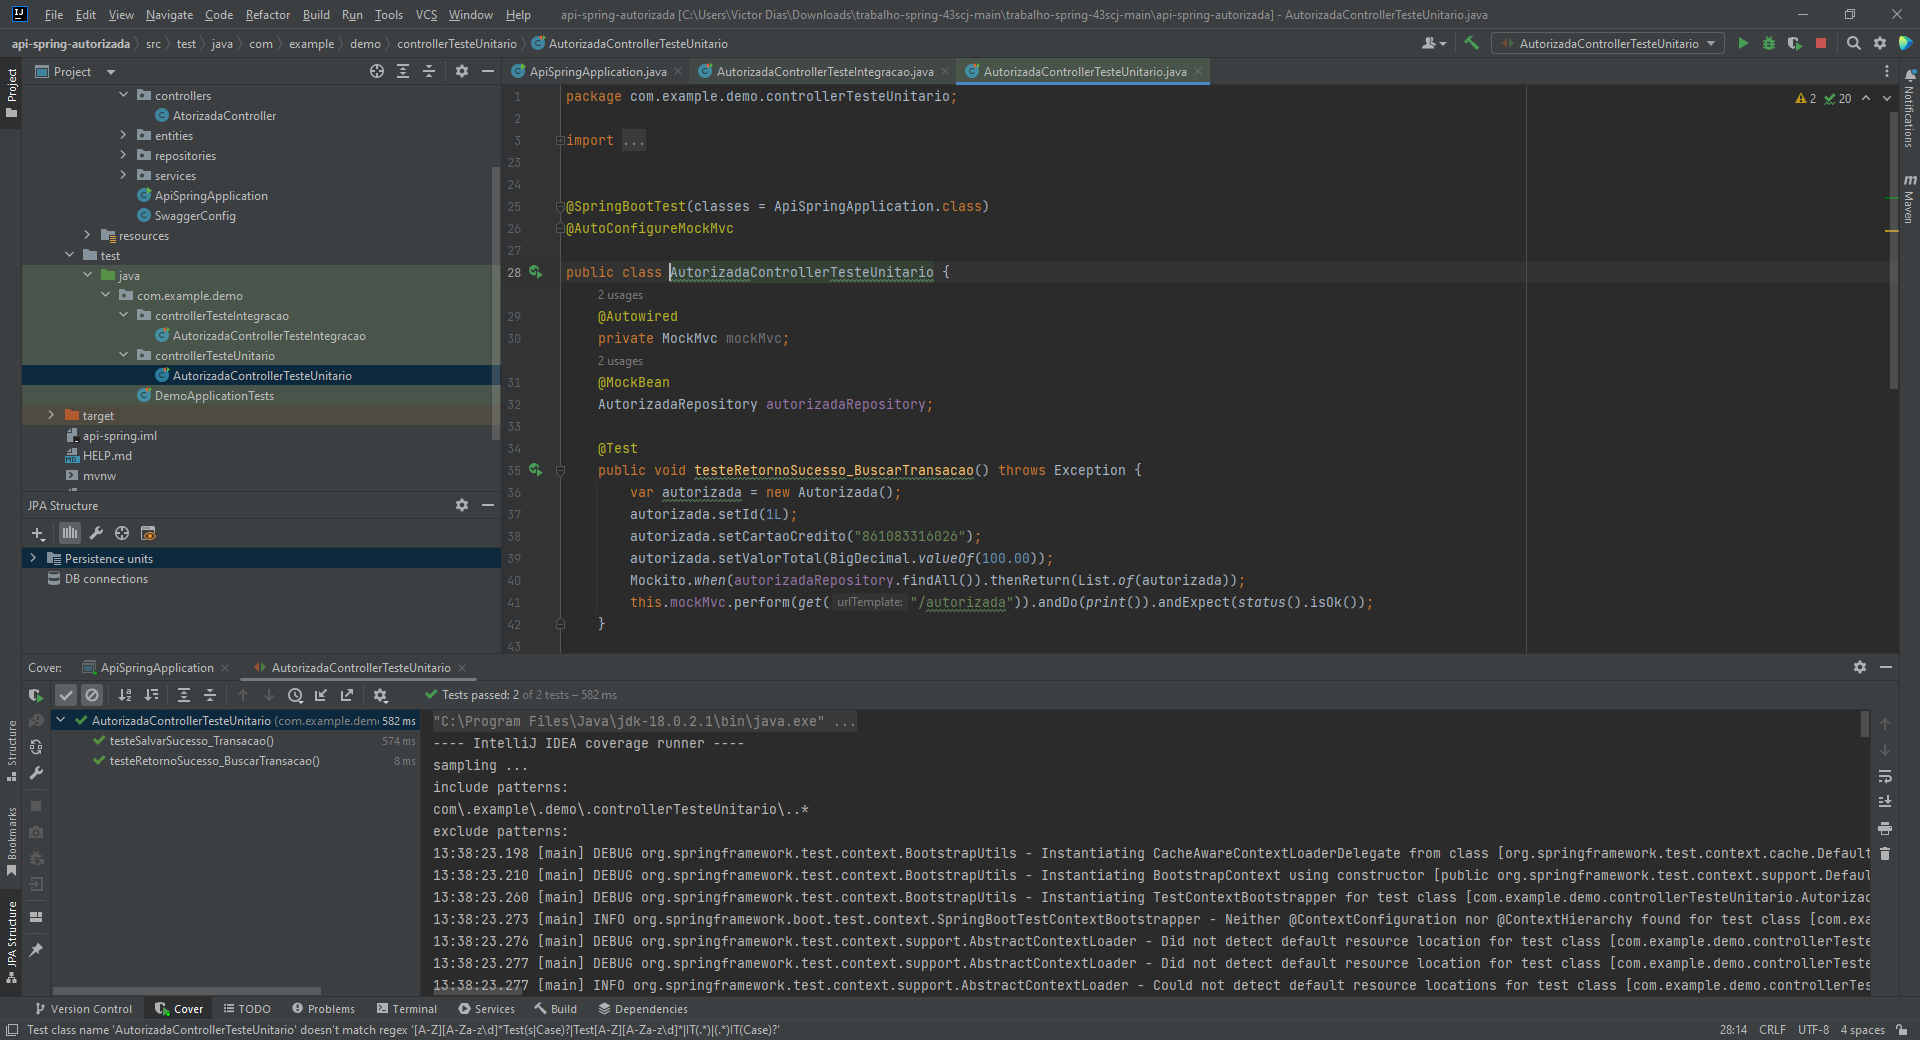 File Edit View Navigate Code Refactor Build Run Tools VCS Window Help api-spring-autorizada [C:\Users\Victor Dias\Downloads\trabalho-spring-43scj-main\trabalho-spring-43scj-main\api-spring-autorizada] - AutorizadaControllerTesteUnitario.java
api-spring-autorizada src test java com example demo controllerTesteUnitario AutorizadaControllerTesteUnitario
AutorizadaControllerTesteUnitario
Project
ApiSpringApplication.java AutorizadaControllerTesteIntegracao.java AutorizadaControllerTesteUnitario.java
controllers
AtorizadaController
entities
repositories
services
ApiSpringApplication
SwaggerConfig
resources
test
java
com.example.demo
controllerTesteIntegracao
AutorizadaControllerTesteIntegracao
controllerTesteUnitario
AutorizadaControllerTesteUnitario
DemoApplicationTests
target
api-spring.iml
HELP.md
mvnw
JPA Structure
Persistence units
DB connections
2 20
1 package com.example.demo.controllerTesteUnitario;
2
3 import ...
23
24
25 @SpringBootTest(classes = ApiSpringApplication.class)
26 @AutoConfigureMockMvc
27
28 public class AutorizadaControllerTesteUnitario {
2 usages
29 @Autowired
30 private MockMvc mockMvc;
2 usages
31 @MockBean
32 AutorizadaRepository autorizadaRepository;
33
34 @Test
35 public void testeRetornoSucesso_BuscarTransacao() throws Exception {
36 var autorizada = new Autorizada();
37 autorizada.setId(1L);
38 autorizada.setCartaoCredito("861083316026");
39 autorizada.setValorTotal(BigDecimal.valueOf(100.00));
40 Mockito.when(autorizadaRepository.findAll()).thenReturn(List.of(autorizada));
41 this.mockMvc.perform(get( urlTemplate: "/autorizada")).andDo(print()).andExpect(status().isOk());
42 }
43
Project
Structure
Bookmarks
JPA Structure
Notifications
Maven
Cover: ApiSpringApplication AutorizadaControllerTesteUnitario
Tests passed: 2 of 2 tests – 582 ms
AutorizadaControllerTesteUnitario (com.example.demo 582 ms
testeSalvarSucesso_Transacao() 574 ms
testeRetornoSucesso_BuscarTransacao() 8 ms
"C:\Program Files\Java\jdk-18.0.2.1\bin\java.exe" ...
---- IntelliJ IDEA coverage runner ----
sampling ...
include patterns:
com\.example\.demo\.controllerTesteUnitario\..*
exclude patterns:
13:38:23.198 [main] DEBUG org.springframework.test.context.BootstrapUtils - Instantiating CacheAwareContextLoaderDelegate from class [org.springframework.test.context.cache.Default
13:38:23.210 [main] DEBUG org.springframework.test.context.BootstrapUtils - Instantiating BootstrapContext using constructor [public org.springframework.test.context.support.Defaul
13:38:23.260 [main] DEBUG org.springframework.test.context.BootstrapUtils - Instantiating TestContextBootstrapper for test class [com.example.demo.controllerTesteUnitario.Autorizad
13:38:23.273 [main] INFO org.springframework.boot.test.context.SpringBootTestContextBootstrapper - Neither @ContextConfiguration nor @ContextHierarchy found for test class [com.exa
13:38:23.276 [main] DEBUG org.springframework.test.context.support.AbstractContextLoader - Did not detect default resource location for test class [com.example.demo.controllerTeste
13:38:23.277 [main] DEBUG org.springframework.test.context.support.AbstractContextLoader - Did not detect default resource location for test class [com.example.demo.controllerTeste
13:38:23.277 [main] INFO org.springframework.test.context.support.AbstractContextLoader - Could not detect default resource locations for test class [com.example.demo.controllerTes
Version Control Cover TODO Problems Terminal Services Build Dependencies
Test class name 'AutorizadaControllerTesteUnitario' doesn't match regex '[A-Z][A-Za-z\d]*Test(s|Case)?|Test[A-Z][A-Za-z\d]*|IT(.*)|(.*)IT(Case)?' 28:14 CRLF UTF-8 4 spaces